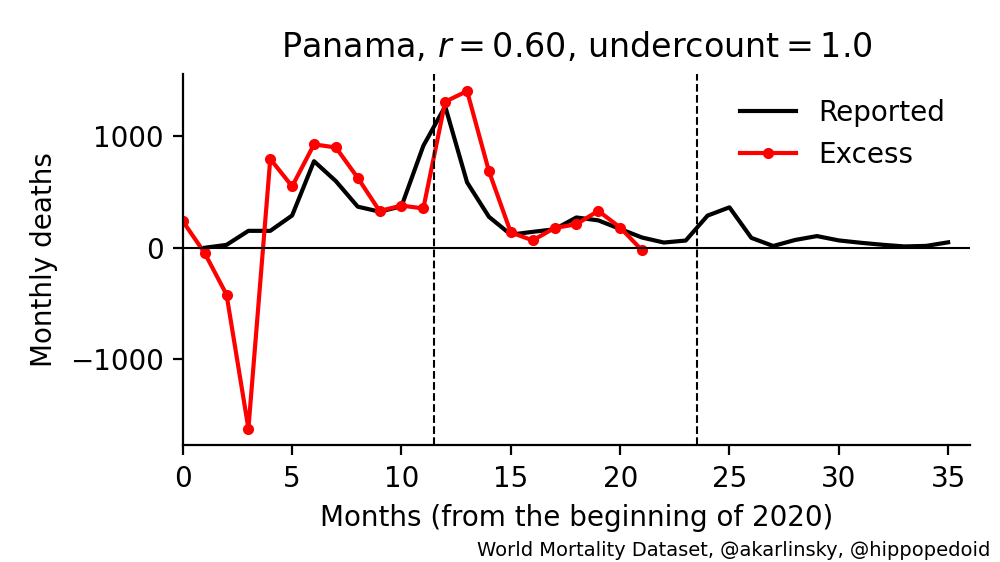 Panama, r = 0.60, undercount = 1.0
Reported
Excess
Monthly deaths
1000
0
−1000
0 5 10 15 20 25 30 35
Months (from the beginning of 2020)
World Mortality Dataset, @akarlinsky, @hippopedoid